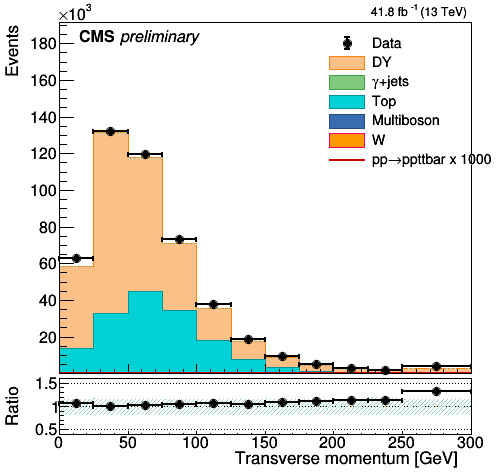 ×10³
41.8 fb⁻¹ (13 TeV)
CMS preliminary
Events
180
160
140
120
100
80
60
40
20
Data
DY
γ+jets
Top
Multiboson
W
pp→ppttbar x 1000
Ratio
1.5
1
0.5
0 50 100 150 200 250 300
Transverse momentum [GeV]